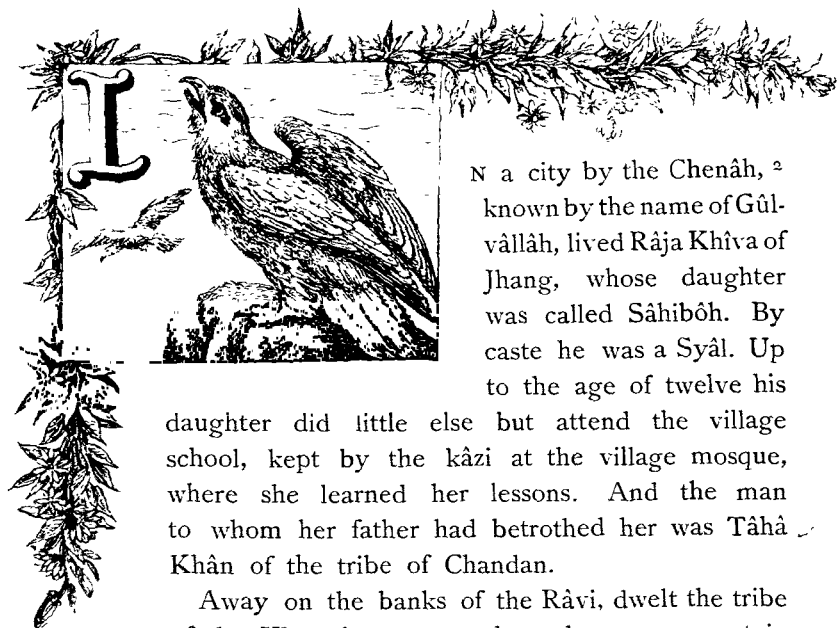 IN a city by the Chenâh, ²
known by the name of Gûl-
vâllâh, lived Râja Khîva of
Jhang, whose daughter
was called Sâhibôh. By
caste he was a Syâl. Up
to the age of twelve his
daughter did little else but attend the village
school, kept by the kâzi at the village mosque,
where she learned her lessons. And the man
to whom her father had betrothed her was Tâhâ
Khân of the tribe of Chandan.
Away on the banks of the Râvi, dwelt the tribe